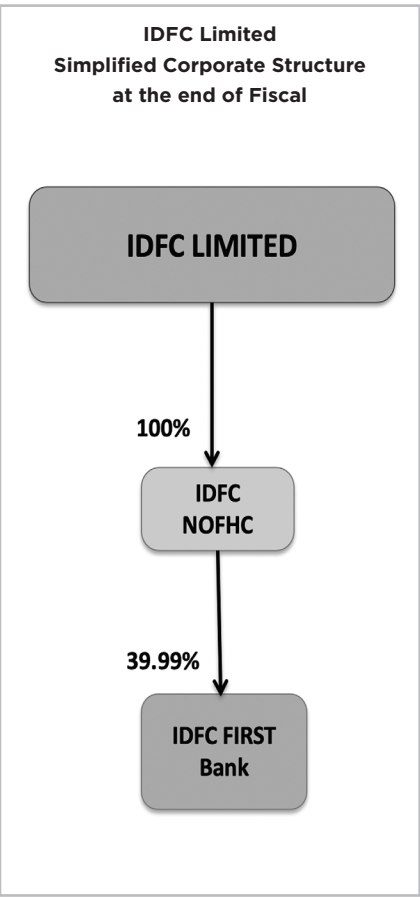 IDFC Limited
Simplified Corporate Structure
at the end of Fiscal
IDFC LIMITED
100%
IDFC
NOFHC
39.99%
IDFC FIRST
Bank